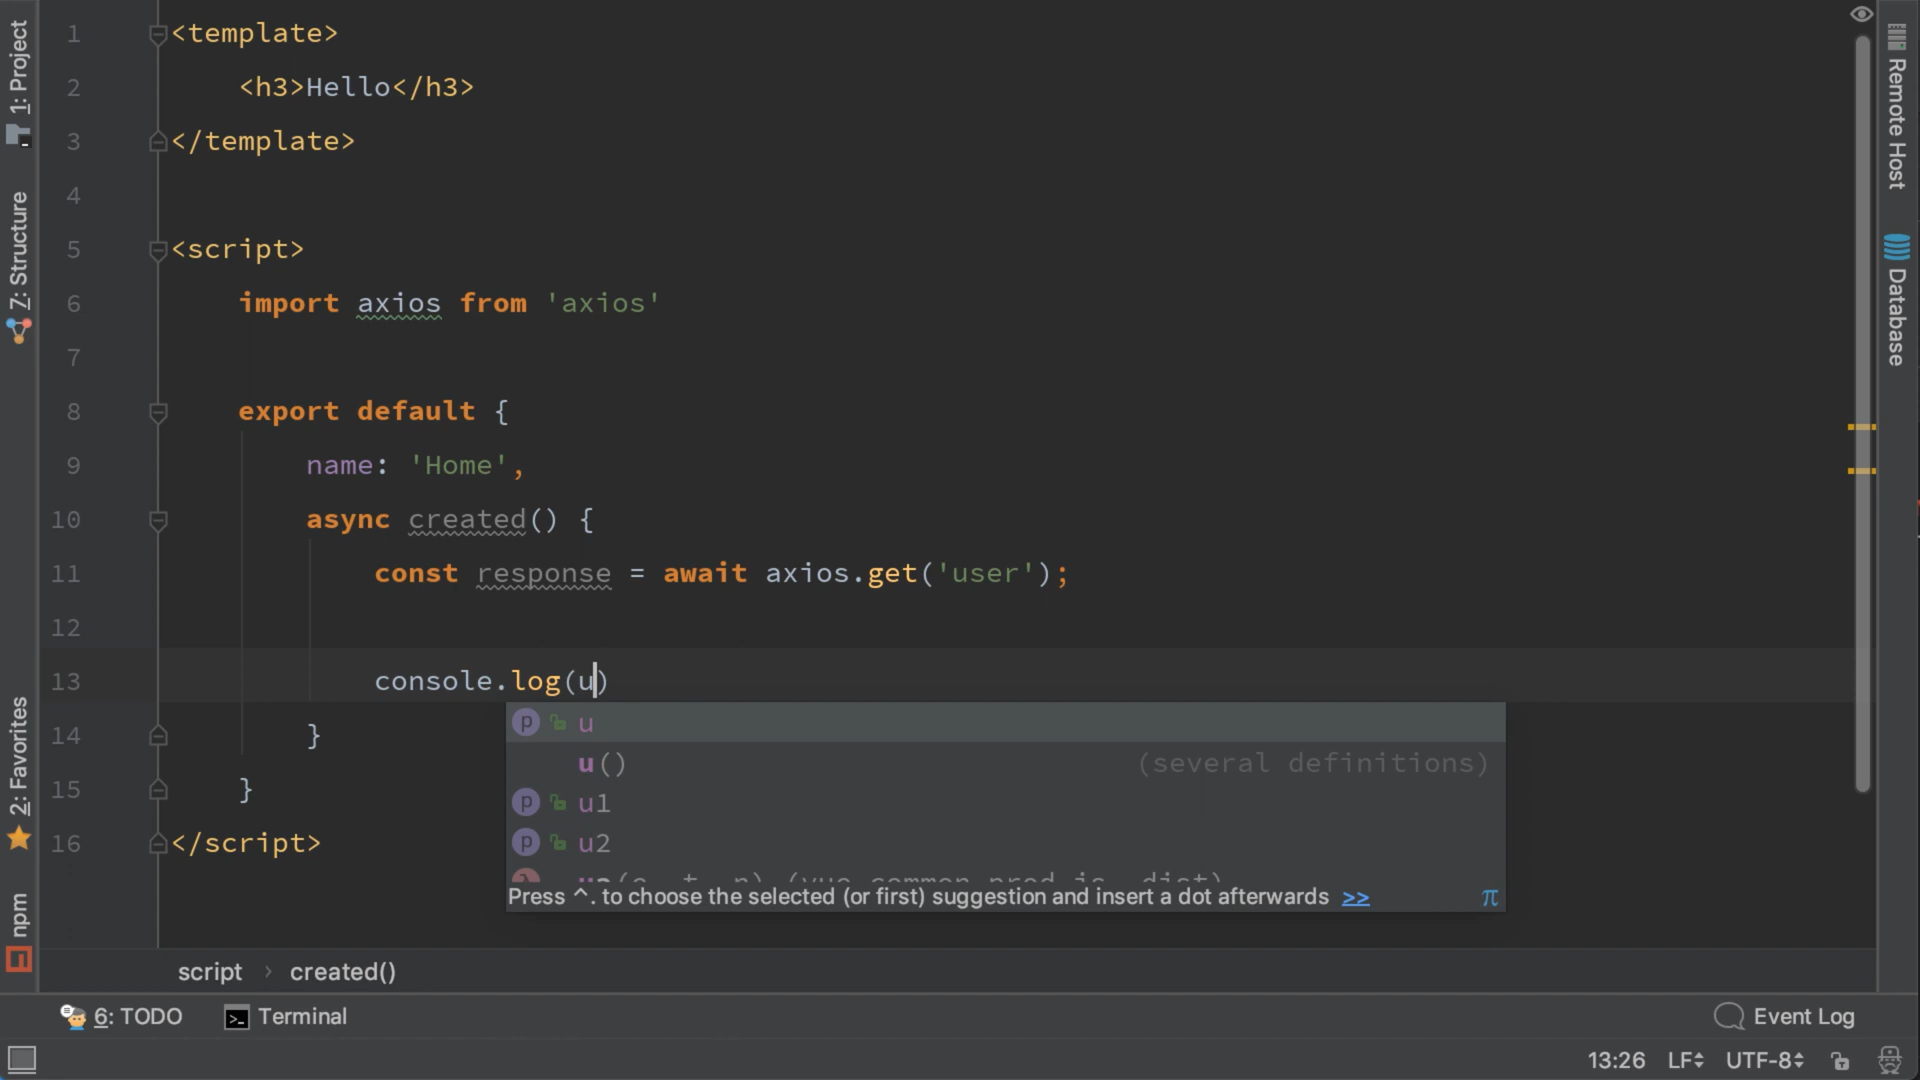 1: Project
7: Structure
2: Favorites
npm
1 <template>
2 <h3>Hello</h3>
3 </template>
4
5 <script>
6 import axios from 'axios'
7
8 export default {
9 name: 'Home',
10 async created() {
11 const response = await axios.get('user');
12
13 console.log(u)
14 }
15 }
16 </script>
p u
u() (several definitions)
p u1
p u2
Press ^. to choose the selected (or first) suggestion and insert a dot afterwards >> π
script › created()
6: TODO
Terminal
Event Log
13:26 LF UTF-8
Remote Host
Database